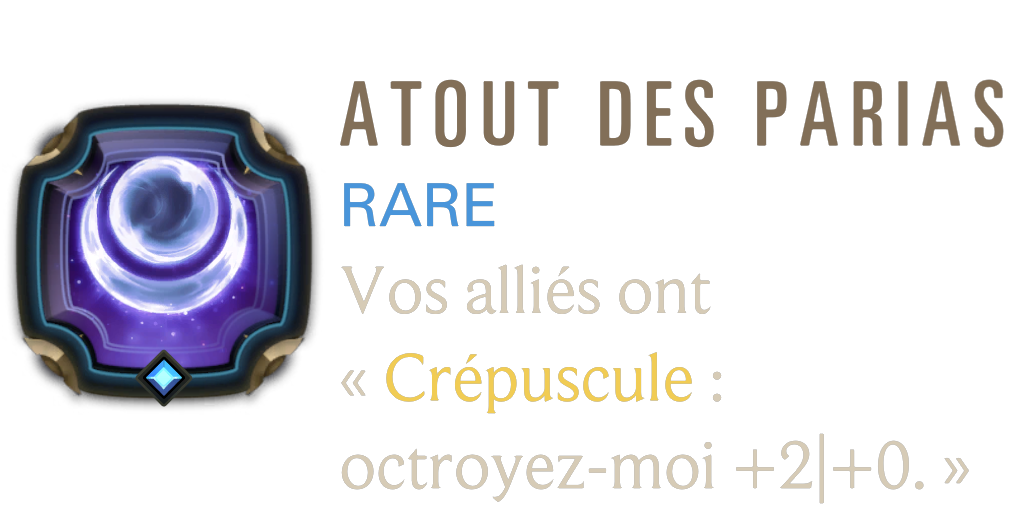 ATOUT DES PARIAS
RARE
Vos alliés ont
« Crépuscule :
octroyez-moi +2|+0. »